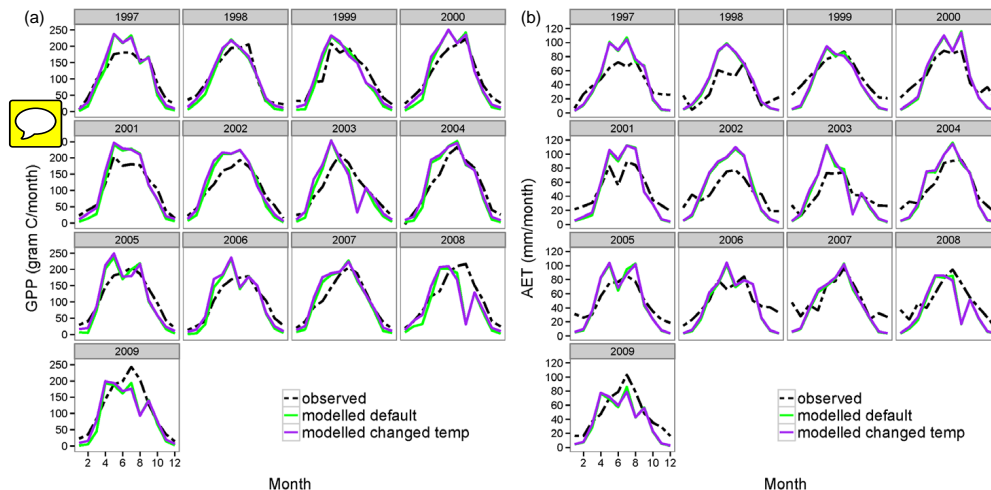 (a)
1997 1998 1999 2000
250
200
150
100
50
0
2001 2002 2003 2004
250
200
150
100
50
0
2005 2006 2007 2008
250
200
150
100
50
0
2009
250
200
150
100
50
0
2 4 6 8 10 12
GPP (gram C/month)
Month
observed
modelled default
modelled changed temp
(b)
1997 1998 1999 2000
120
100
80
60
40
20
0
2001 2002 2003 2004
120
100
80
60
40
20
0
2005 2006 2007 2008
120
100
80
60
40
20
0
2009
120
100
80
60
40
20
0
2 4 6 8 10 12
AET (mm/month)
Month
observed
modelled default
modelled changed temp